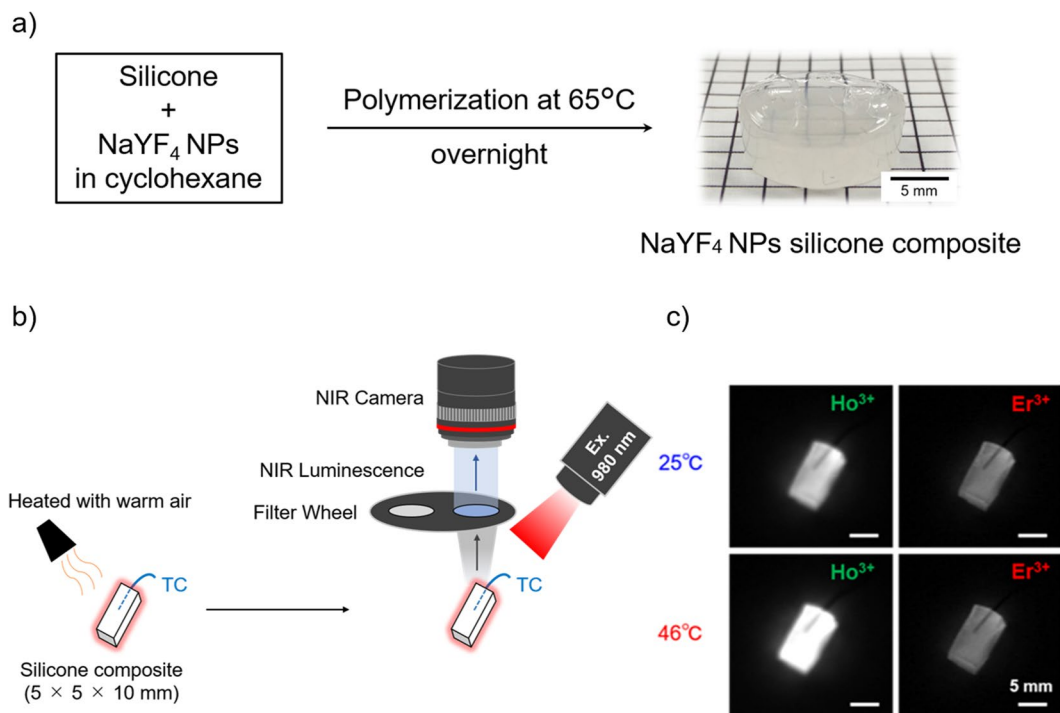 a)
Silicone
+
NaYF₄ NPs
in cyclohexane
Polymerization at 65°C
overnight
5 mm
NaYF₄ NPs silicone composite
b)
NIR Camera
NIR Luminescence
Filter Wheel
Ex.
980 nm
Heated with warm air
TC
TC
Silicone composite
(5 × 5 × 10 mm)
c)
Ho³⁺
Er³⁺
25℃
Ho³⁺
Er³⁺
46℃
5 mm